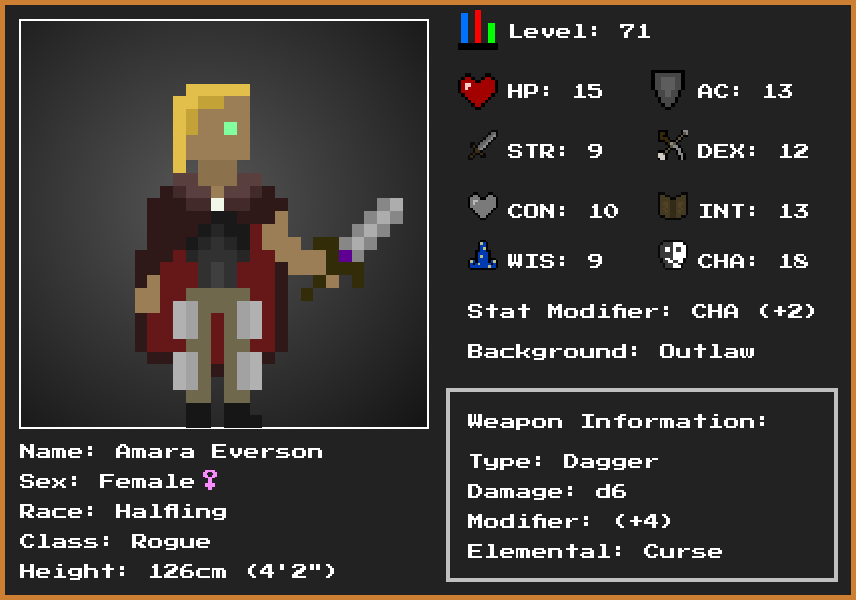 Level: 71
HP: 15
AC: 13
STR: 9
DEX: 12
CON: 10
INT: 13
WIS: 9
CHA: 18
Stat Modifier: CHA (+2)
Background: Outlaw
Weapon Information:
Type: Dagger
Damage: d6
Modifier: (+4)
Elemental: Curse
Name: Amara Everson
Sex: Female♀
Race: Halfling
Class: Rogue
Height: 126cm (4'2")